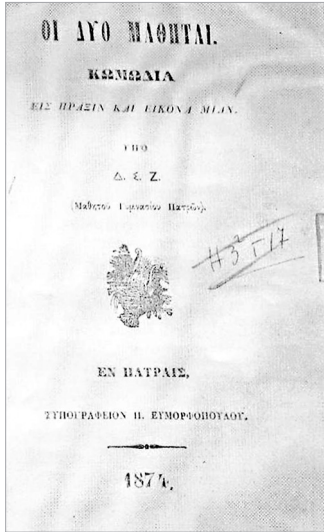 ΟΙ ΔΥΟ ΜΑΘΗΤΑΙ.
ΚΩΜΩΔΙΑ
ΕΙΣ ΠΡΑΞΙΝ ΚΑΙ ΕΙΚΟΝΑ ΜΙΑΝ.
ΥΠΟ
Δ. Σ. Ζ.
(Μαθητοῦ Γυμνασίου Πατρῶν).
ΕΝ ΠΑΤΡΑΙΣ,
ΤΥΠΟΓΡΑΦΕΙΟΝ Π. ΕΥΜΟΡΦΟΠΟΥΛΟΥ.
1874.